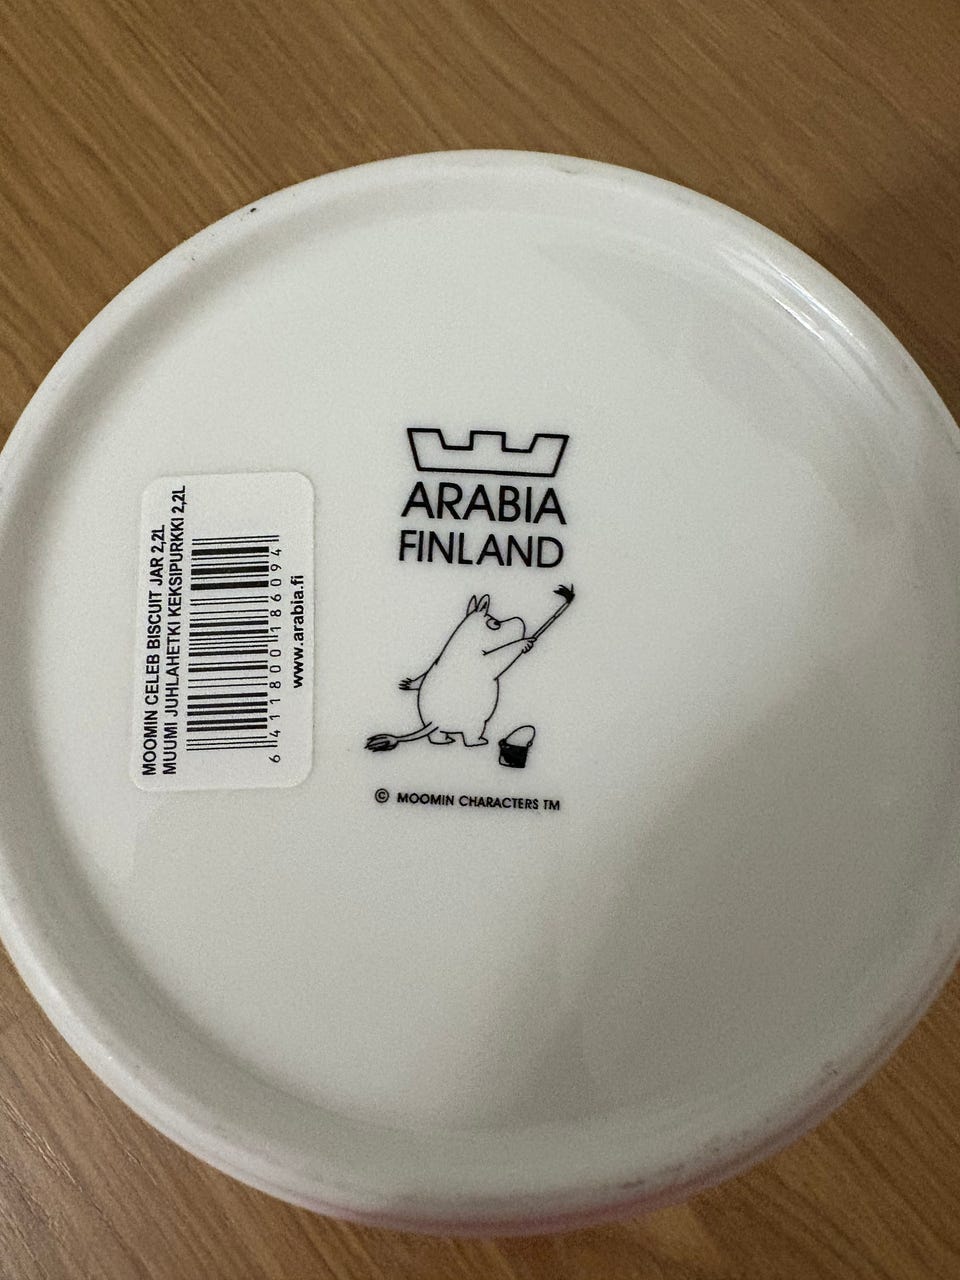 ARABIA
FINLAND
© MOOMIN CHARACTERS TM
MOOMIN CELEB BISCUIT JAR 2,2L
MUUMI JUHLAHETKI KEKSIPURKKI 2,2L
6 411800 186094
www.arabia.fi